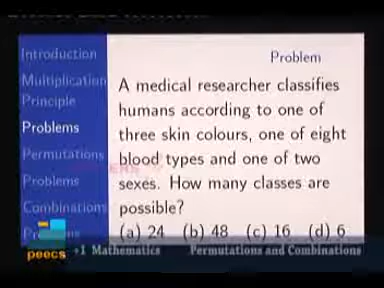 Introduction
Multiplication
Principle
Problems
Permutations
Problems
Combinations
Problem
A medical researcher classifies
humans according to one of
three skin colours, one of eight
blood types and one of two
sexes. How many classes are
possible?
(a) 24 (b) 48 (c) 16 (d) 6
peecs
+1 Mathematics
Permutations and Combinations